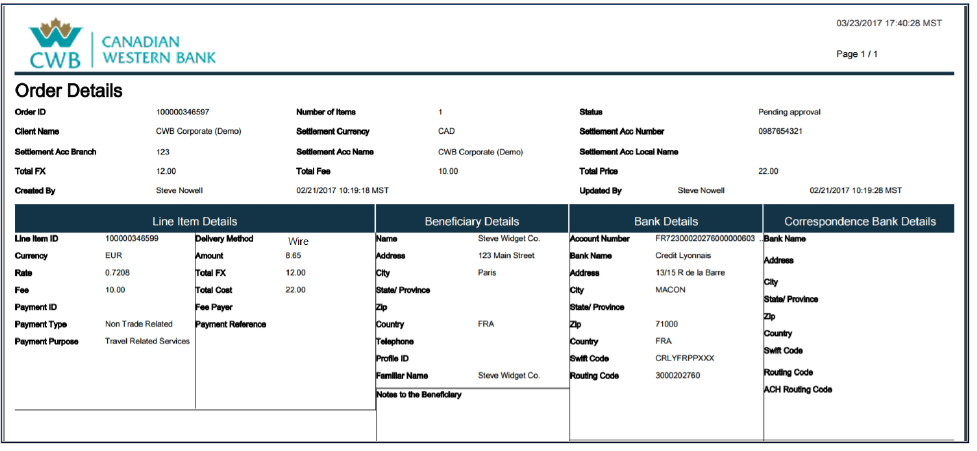 03/23/2017 17:40:28 MST
CWB
CANADIAN
WESTERN BANK
Page 1 / 1
Order Details
Order ID 100000346597 Number of Items 1 Status Pending approval
Client Name CWB Corporate (Demo) Settlement Currency CAD Settlement Acc Number 0987654321
Settlement Acc Branch 123 Settlement Acc Name CWB Corporate (Demo) Settlement Acc Local Name
Total FX 12.00 Total Fee 10.00 Total Price 22.00
Created By Steve Nowell 02/21/2017 10:19:18 MST Updated By Steve Nowell 02/21/2017 10:19:28 MST
Line Item Details Beneficiary Details Bank Details Correspondence Bank Details
Line Item ID 100000346599 Delivery Method Wire Name Steve Widget Co. Account Number FR72300020276000000603 .. Bank Name
Currency EUR Amount 8.65 Address 123 Main Street Bank Name Credit Lyonnais Address
Rate 0.7208 Total FX 12.00 City Paris Address 13/15 R de la Barre City
Fee 10.00 Total Cost 22.00 State/ Province City MACON State/ Province
Payment ID Fee Payer Zip State/ Province Zip
Payment Type Non Trade Related Payment Reference Country FRA Zip 71000 Country
Payment Purpose Travel Related Services Telephone Country FRA Swift Code
Profile ID Swift Code CRLYFRPPXXX Routing Code
Familiar Name Steve Widget Co. Routing Code 3000202760 ACH Routing Code
Notes to the Beneficiary